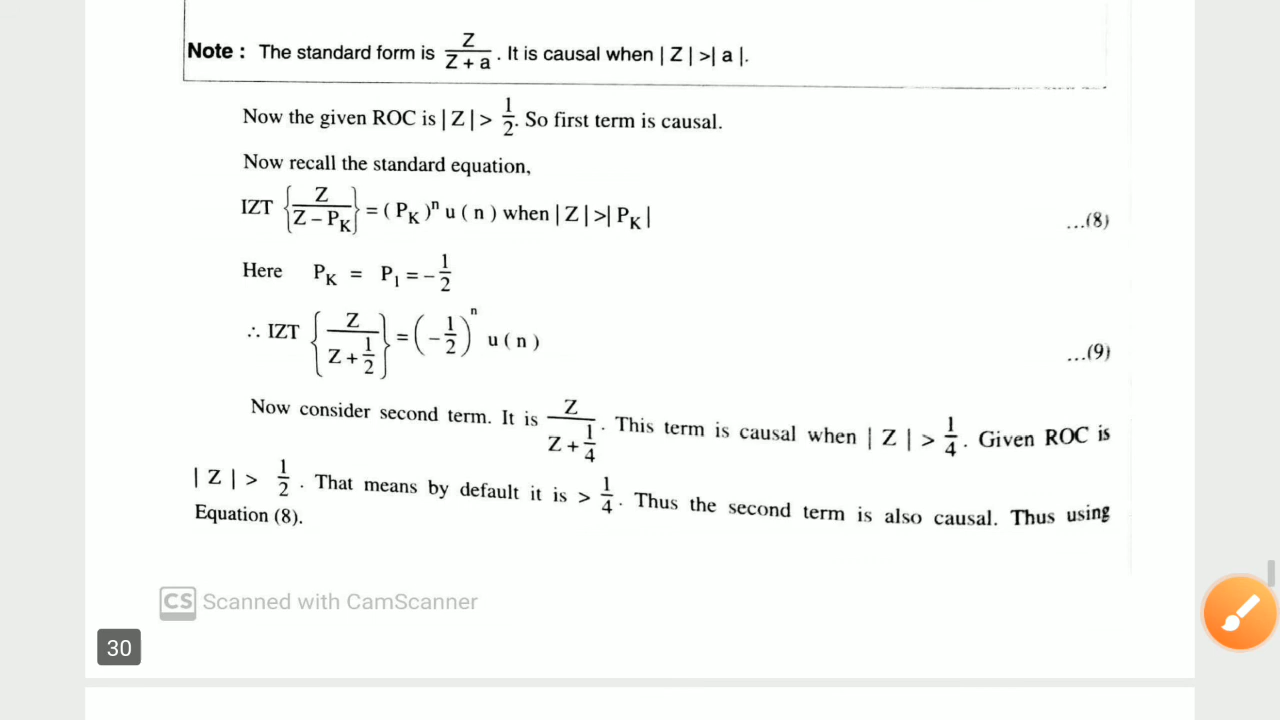 Note : The standard form is Z / (Z + a) . It is causal when | Z | >| a |.
Now the given ROC is | Z | > 1/2. So first term is causal.
Now recall the standard equation,
IZT { Z / (Z – P_K) } = ( P_K )^n u ( n ) when | Z | >| P_K | ...(8)
Here P_K = P_1 = – 1/2
∴ IZT { Z / (Z + 1/2) } = ( – 1/2 )^n u ( n ) ...(9)
Now consider second term. It is Z / (Z + 1/4) . This term is causal when | Z | > 1/4 . Given ROC is
| Z | > 1/2 . That means by default it is > 1/4 . Thus the second term is also causal. Thus using
Equation (8).
CS Scanned with CamScanner
30